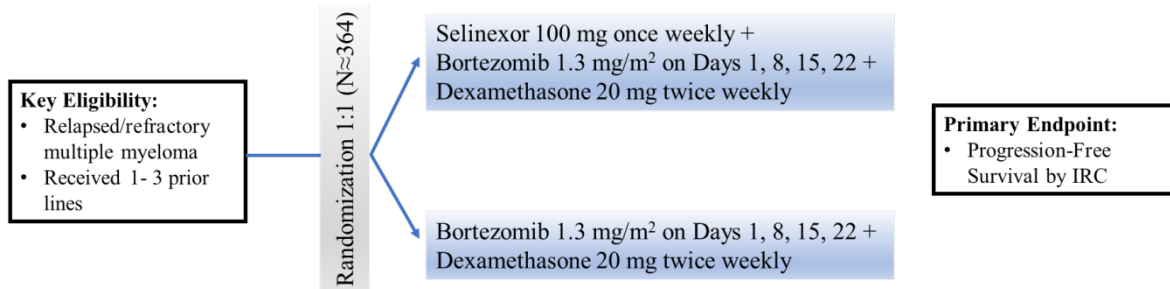 Key Eligibility:
• Relapsed/refractory
multiple myeloma
• Received 1- 3 prior
lines
Randomization 1:1 (N≈364)
Selinexor 100 mg once weekly +
Bortezomib 1.3 mg/m² on Days 1, 8, 15, 22 +
Dexamethasone 20 mg twice weekly
Bortezomib 1.3 mg/m² on Days 1, 8, 15, 22 +
Dexamethasone 20 mg twice weekly
Primary Endpoint:
• Progression-Free
Survival by IRC